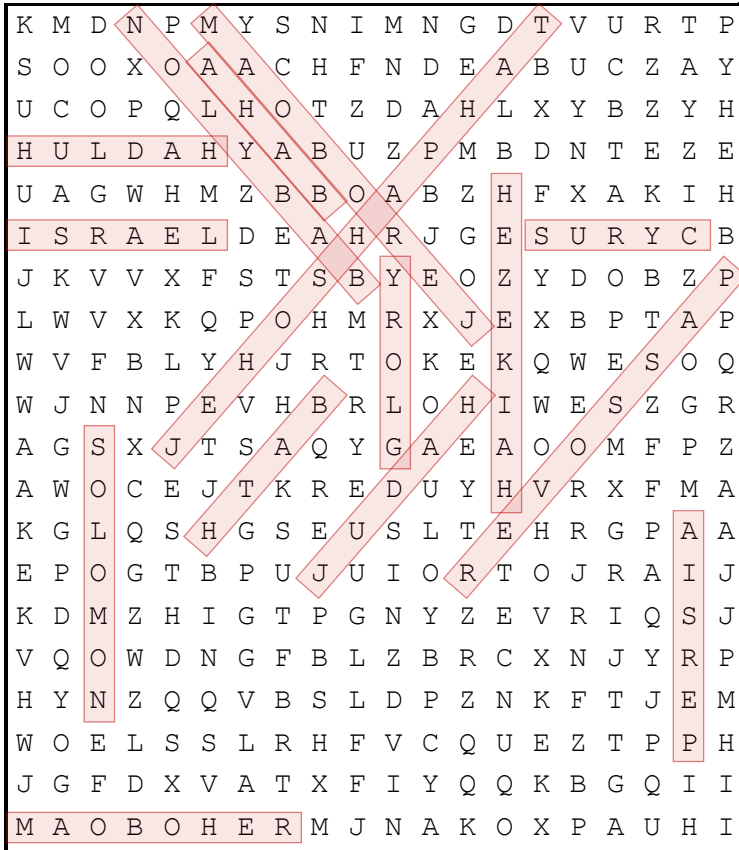 K M D N P M Y S N I M N G D T V U R T P
S O O X O A A C H F N D E A B U C Z A Y
U C O P Q L H O T Z D A H L X Y B Z Y H
H U L D A H Y A B U Z P M B D N T E Z E
U A G W H M Z B B O A B Z H F X A K I H
I S R A E L D E A H R J G E S U R Y C B
J K V V X F S T S B Y E O Z Y D O B Z P
L W V X K Q P O H M R X J E X B P T A P
W V F B L Y H J R T O K E K Q W E S O Q
W J N N P E V H B R L O H I W E S Z G R
A G S X J T S A Q Y G A E A O O M F P Z
A W O C E J T K R E D U Y H V R X F M A
K G L Q S H G S E U S L T E H R G P A A
E P O G T B P U J U I O R T O J R A I J
K D M Z H I G T P G N Y Z E V R I Q S J
V Q O W D N G F B L Z B R C X N J Y R P
H Y N Z Q Q V B S L D P Z N K F T J E M
W O E L S S L R H F V C Q U E Z T P P H
J G F D X V A T X F I Y Q Q K B G Q I I
M A O B O H E R M J N A K O X P A U H I